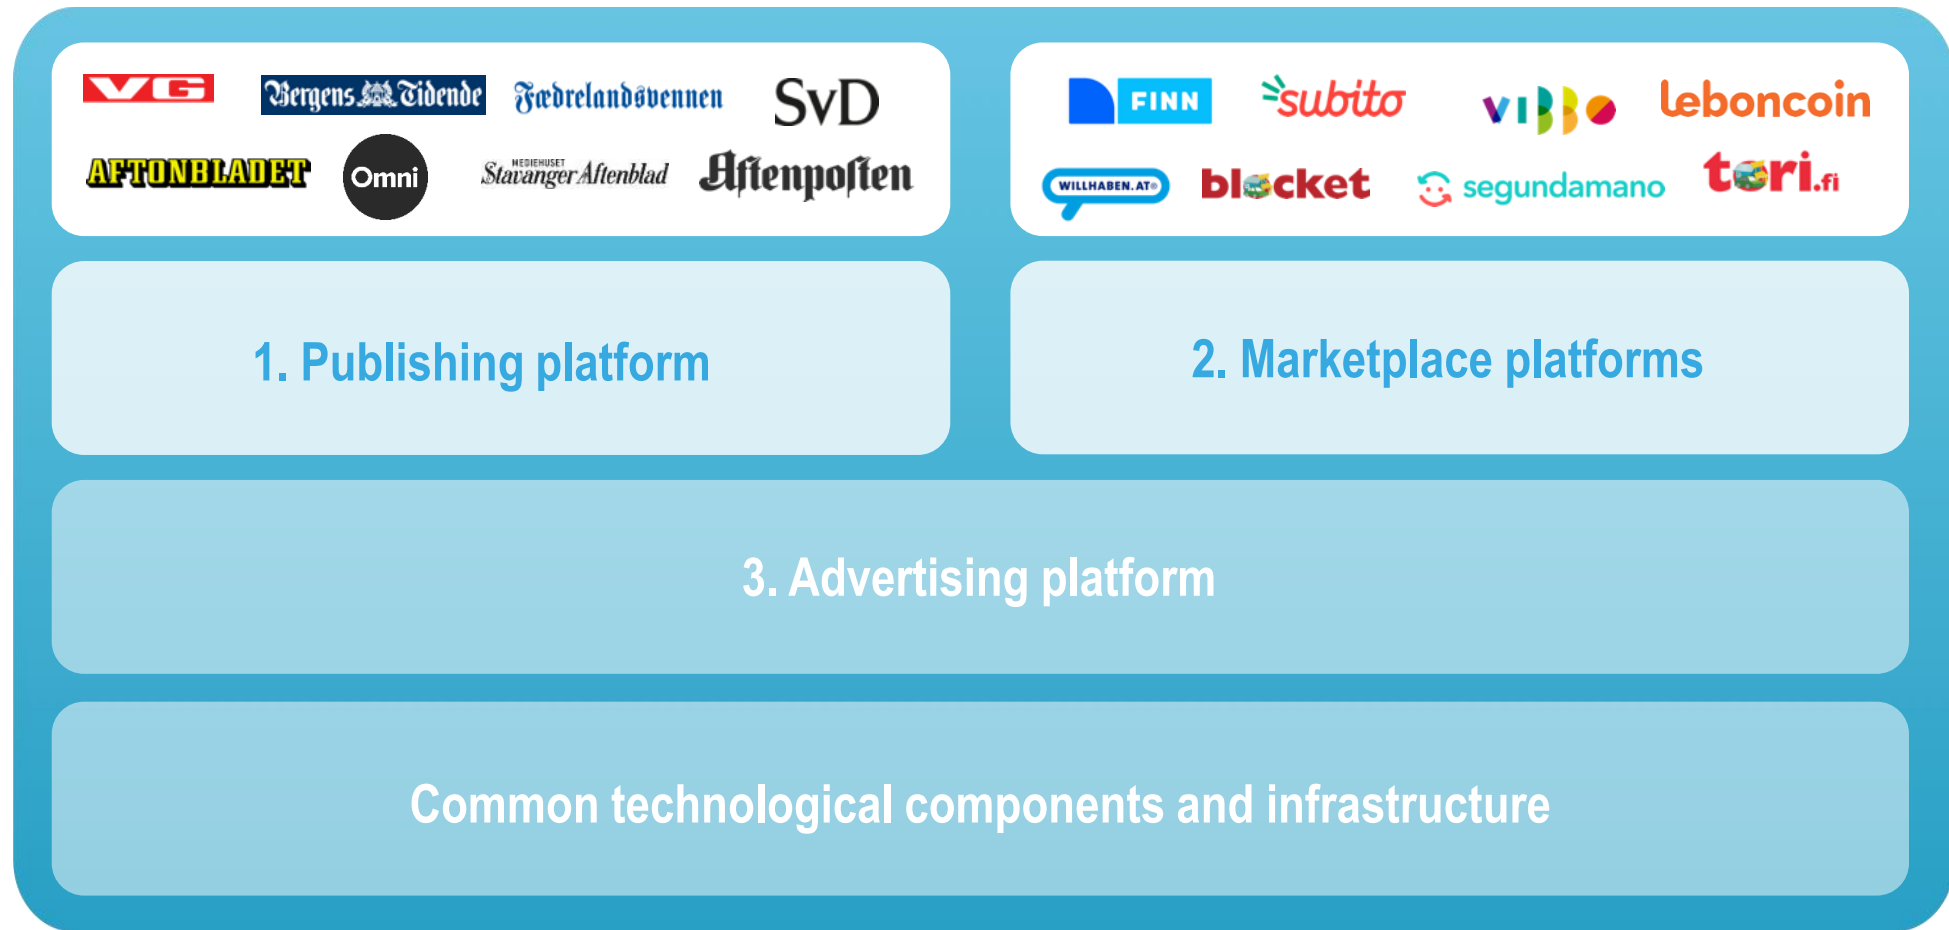 VG
Bergens Tidende
Fædrelandsvennen
SvD
AFTONBLADET
Omni
MEDIEHUSET
Stavanger Aftenblad
Aftenposten
FINN
subito
VIBBO
leboncoin
WILLHABEN.AT®
blocket
segundamano
tori.fi
1. Publishing platform
2. Marketplace platforms
3. Advertising platform
Common technological components and infrastructure